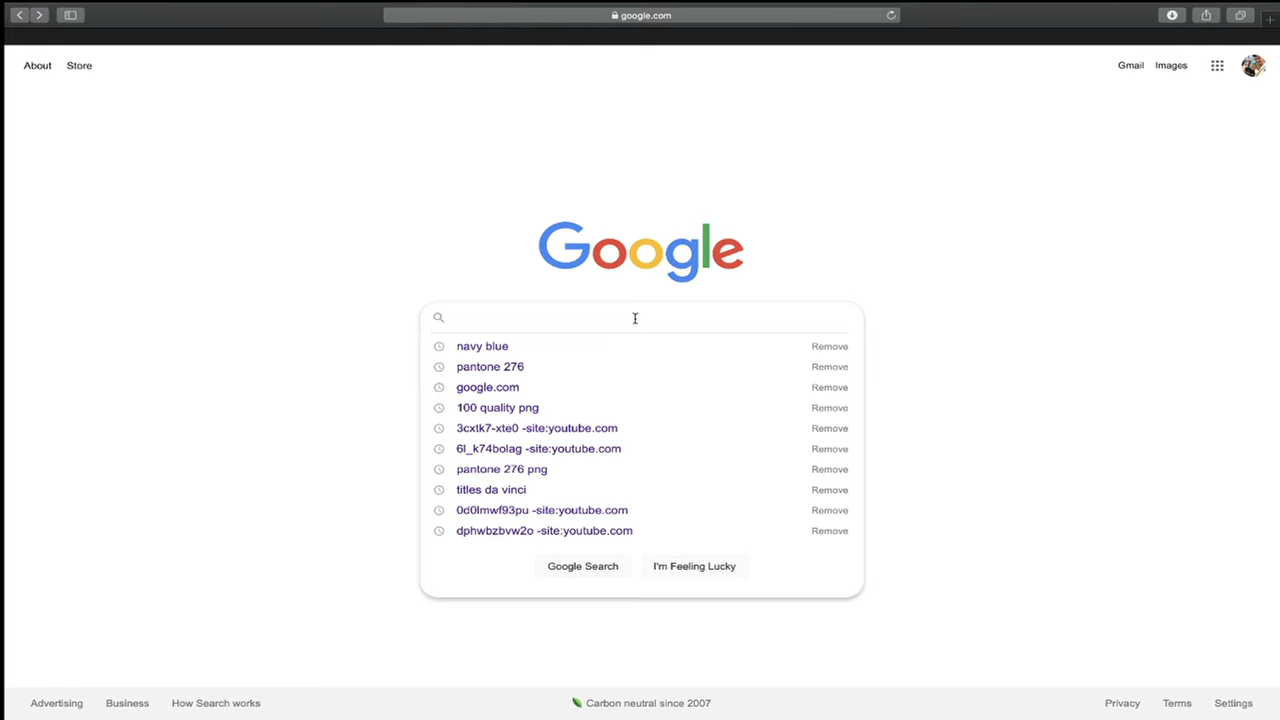 google.com
About Store Gmail Images
Google
navy blue Remove
pantone 276 Remove
google.com Remove
100 quality png Remove
3cxtk7-xte0 -site:youtube.com Remove
6l_k74bolag -site:youtube.com Remove
pantone 276 png Remove
titles da vinci Remove
0d0lmwf93pu -site:youtube.com Remove
dphwbzbvw2o -site:youtube.com Remove
Google Search I'm Feeling Lucky
Advertising Business How Search works Carbon neutral since 2007 Privacy Terms Settings